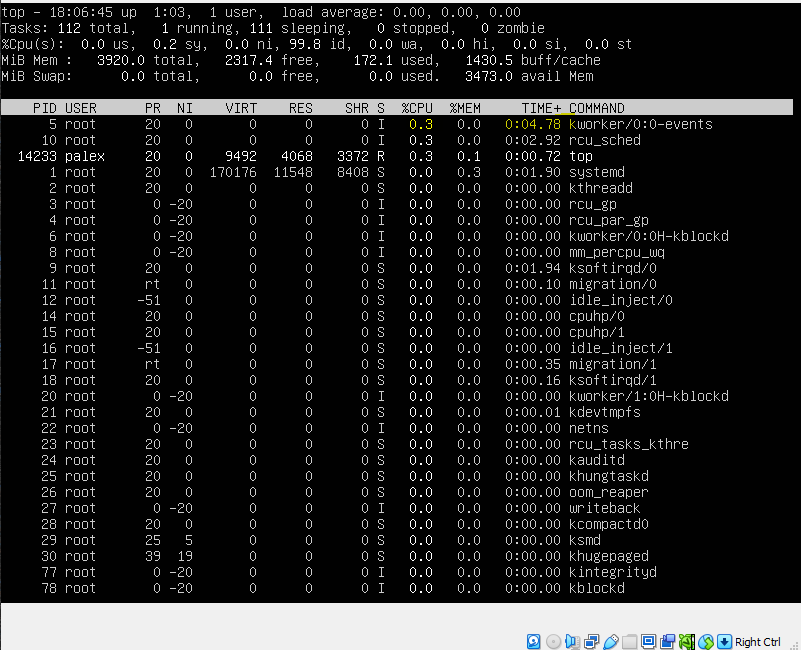 top - 18:06:45 up  1:03,  1 user,  load average: 0.00, 0.00, 0.00
Tasks: 112 total,   1 running, 111 sleeping,   0 stopped,   0 zombie
%Cpu(s):  0.0 us,  0.2 sy,  0.0 ni, 99.8 id,  0.0 wa,  0.0 hi,  0.0 si,  0.0 st
MiB Mem :   3920.0 total,   2317.4 free,    172.1 used,   1430.5 buff/cache
MiB Swap:      0.0 total,      0.0 free,      0.0 used.   3473.0 avail Mem
PID USER      PR  NI    VIRT    RES    SHR S  %CPU  %MEM     TIME+ COMMAND
5 root      20   0       0      0      0 I   0.3   0.0   0:04.78 kworker/0:0-events
10 root      20   0       0      0      0 I   0.3   0.0   0:02.92 rcu_sched
14233 palex     20   0    9492   4068   3372 R   0.3   0.1   0:00.72 top
1 root      20   0  170176  11548   8408 S   0.0   0.3   0:01.90 systemd
2 root      20   0       0      0      0 S   0.0   0.0   0:00.00 kthreadd
3 root       0 -20       0      0      0 I   0.0   0.0   0:00.00 rcu_gp
4 root       0 -20       0      0      0 I   0.0   0.0   0:00.00 rcu_par_gp
6 root       0 -20       0      0      0 I   0.0   0.0   0:00.00 kworker/0:0H-kblockd
8 root       0 -20       0      0      0 I   0.0   0.0   0:00.00 mm_percpu_wq
9 root      20   0       0      0      0 S   0.0   0.0   0:01.94 ksoftirqd/0
11 root      rt   0       0      0      0 S   0.0   0.0   0:00.10 migration/0
12 root     -51   0       0      0      0 S   0.0   0.0   0:00.00 idle_inject/0
14 root      20   0       0      0      0 S   0.0   0.0   0:00.00 cpuhp/0
15 root      20   0       0      0      0 S   0.0   0.0   0:00.00 cpuhp/1
16 root     -51   0       0      0      0 S   0.0   0.0   0:00.00 idle_inject/1
17 root      rt   0       0      0      0 S   0.0   0.0   0:00.35 migration/1
18 root      20   0       0      0      0 S   0.0   0.0   0:00.16 ksoftirqd/1
20 root       0 -20       0      0      0 I   0.0   0.0   0:00.00 kworker/1:0H-kblockd
21 root      20   0       0      0      0 S   0.0   0.0   0:00.01 kdevtmpfs
22 root       0 -20       0      0      0 I   0.0   0.0   0:00.00 netns
23 root      20   0       0      0      0 S   0.0   0.0   0:00.00 rcu_tasks_kthre
24 root      20   0       0      0      0 S   0.0   0.0   0:00.00 kauditd
25 root      20   0       0      0      0 S   0.0   0.0   0:00.00 khungtaskd
26 root      20   0       0      0      0 S   0.0   0.0   0:00.00 oom_reaper
27 root       0 -20       0      0      0 I   0.0   0.0   0:00.00 writeback
28 root      20   0       0      0      0 S   0.0   0.0   0:00.00 kcompactd0
29 root      25   5       0      0      0 S   0.0   0.0   0:00.00 ksmd
30 root      39  19       0      0      0 S   0.0   0.0   0:00.00 khugepaged
77 root       0 -20       0      0      0 I   0.0   0.0   0:00.00 kintegrityd
78 root       0 -20       0      0      0 I   0.0   0.0   0:00.00 kblockd
Right Ctrl